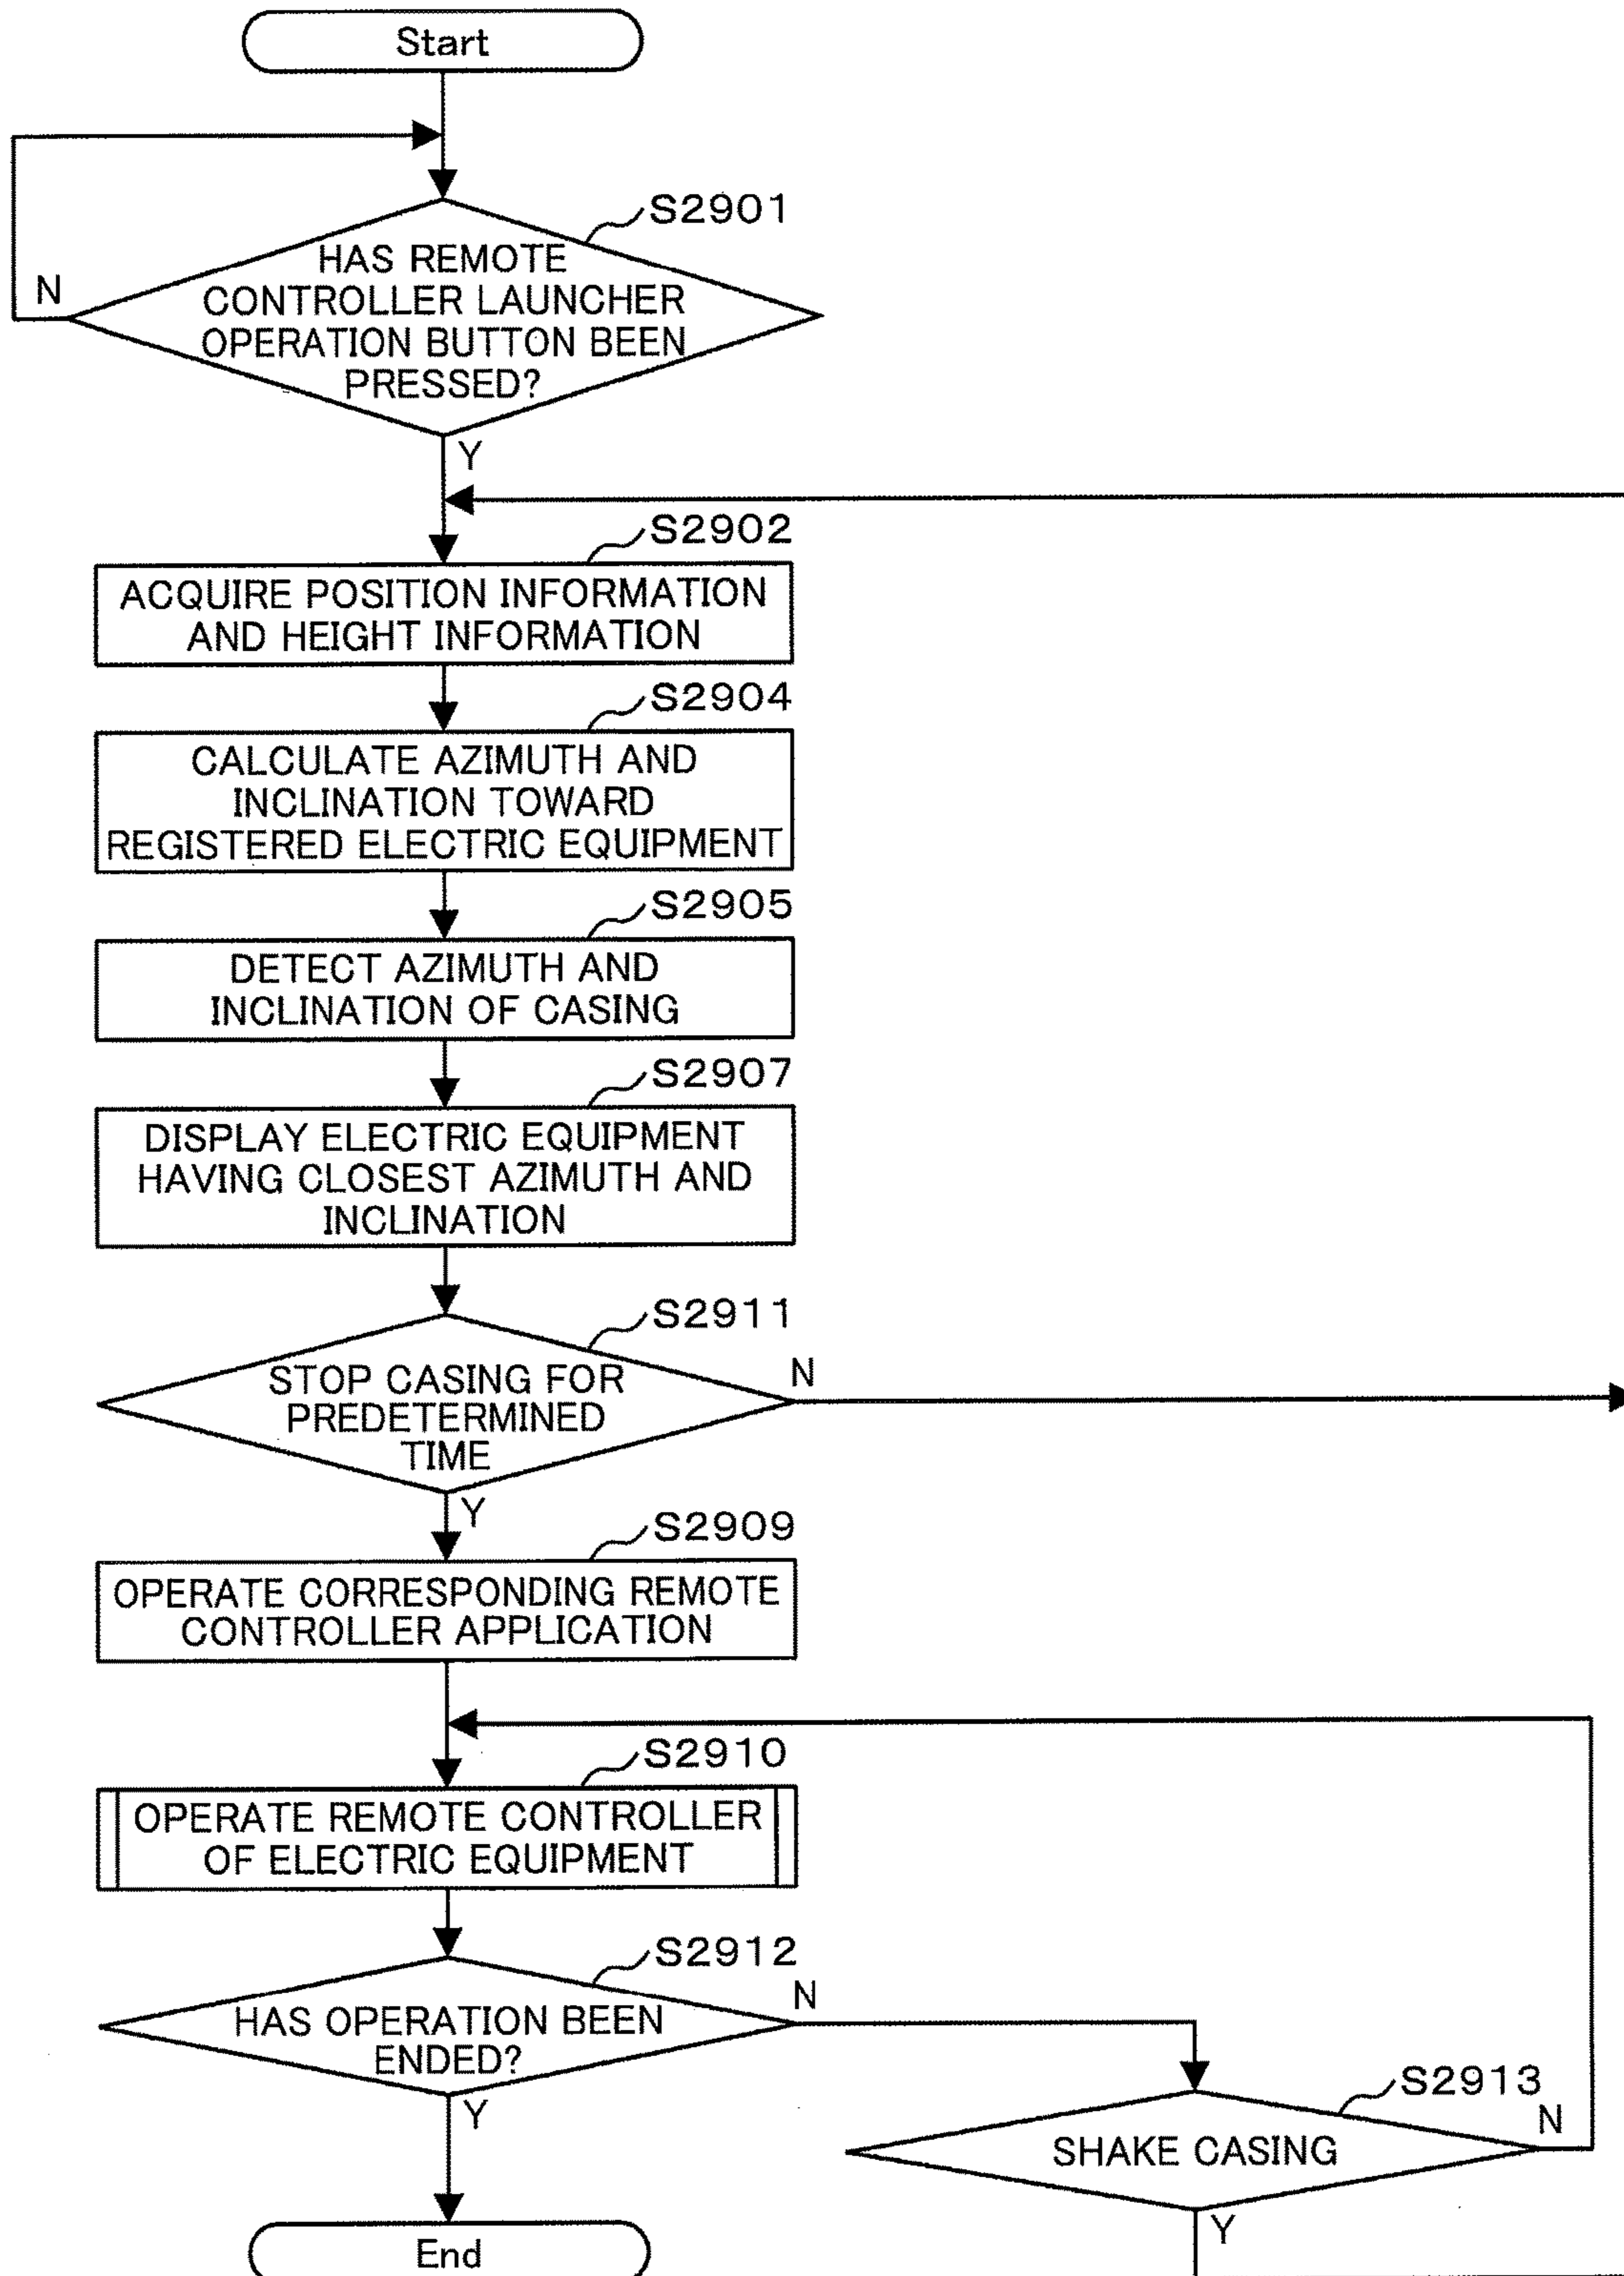 Start
S2901
HAS REMOTE
CONTROLLER LAUNCHER
OPERATION BUTTON BEEN
PRESSED?
N
Y
S2902
ACQUIRE POSITION INFORMATION
AND HEIGHT INFORMATION
S2904
CALCULATE AZIMUTH AND
INCLINATION TOWARD
REGISTERED ELECTRIC EQUIPMENT
S2905
DETECT AZIMUTH AND
INCLINATION OF CASING
S2907
DISPLAY ELECTRIC EQUIPMENT
HAVING CLOSEST AZIMUTH AND
INCLINATION
S2911
STOP CASING FOR
PREDETERMINED
TIME
N
Y
S2909
OPERATE CORRESPONDING REMOTE
CONTROLLER APPLICATION
S2910
OPERATE REMOTE CONTROLLER
OF ELECTRIC EQUIPMENT
S2912
HAS OPERATION BEEN
ENDED?
N
Y
S2913
SHAKE CASING
N
Y
End